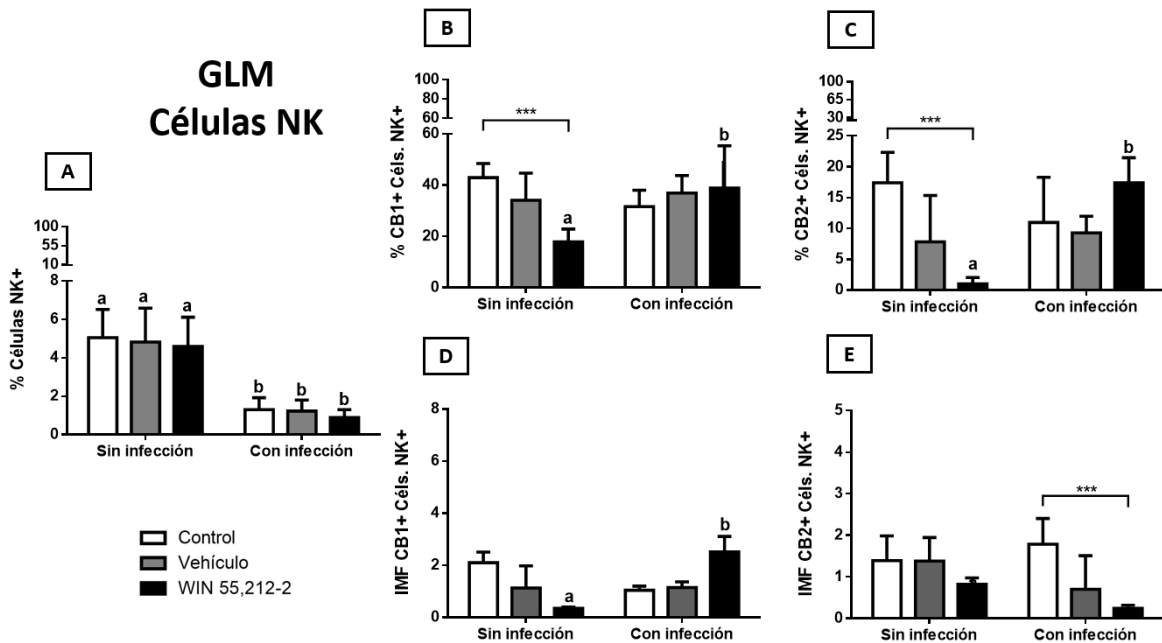 GLM
Células NK
A
% Células NK+
100
55
10
8
6
4
2
0
a
a
a
b
b
b
Sin infección
Con infección
Control
Vehículo
WIN 55,212-2
B
% CB1+ Céls. NK+
100
80
60
60
40
20
0
***
a
b
Sin infección
Con infección
C
% CB2+ Céls. NK+
100
65
30
25
20
15
10
5
0
***
a
b
Sin infección
Con infección
D
IMF CB1+ Céls. NK+
8
6
4
2
0
a
b
Sin infección
Con infección
E
IMF CB2+ Céls. NK+
5
4
3
2
1
0
***
Sin infección
Con infección